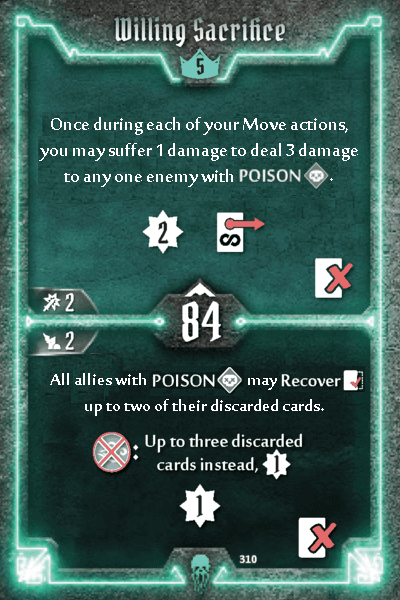 Willing Sacrifice
5
Once during each of your Move actions,
you may suffer 1 damage to deal 3 damage
to any one enemy with POISON .
2
2
84
2
All allies with POISON may Recover
up to two of their discarded cards.
: Up to three discarded
cards instead, 1
1
310